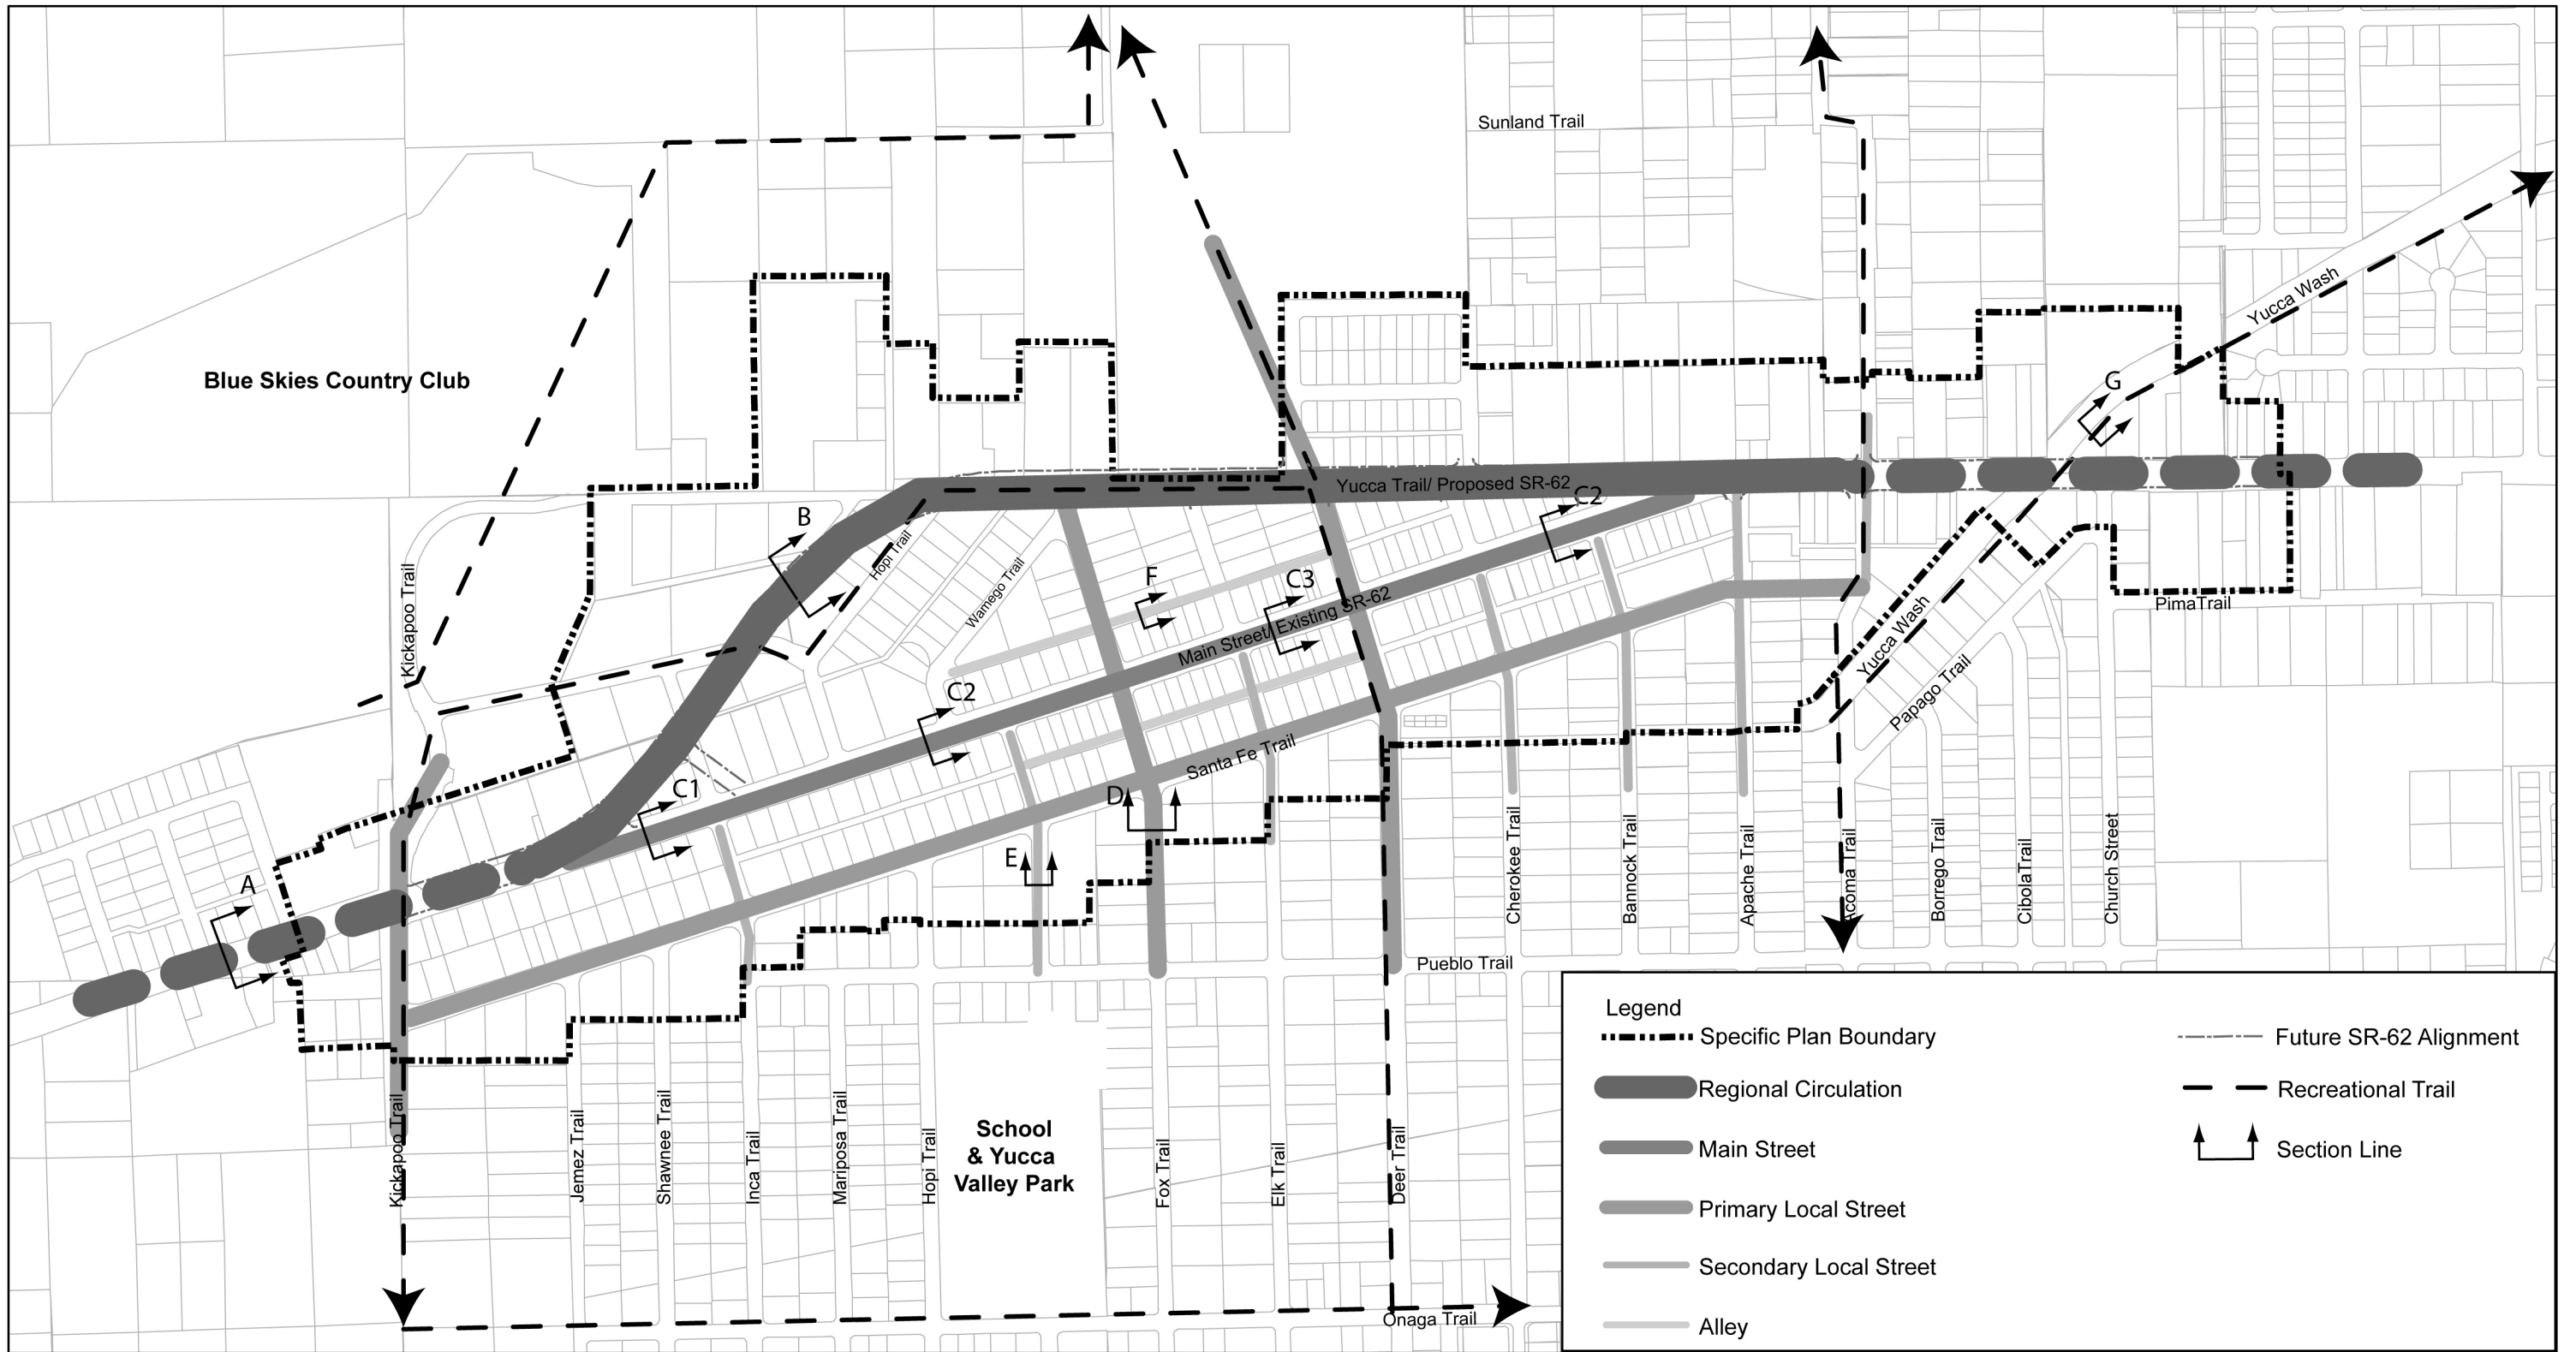 Sunland Trail
Yucca Wash
Blue Skies Country Club
G
Yucca Trail/ Proposed SR-62
C2
B
Hopi Trail
Wamego Trail
Kickapoo Trail
F
C3
Main Street/ Existing SR-62
PimaTrail
Yucca Wash
Papago Trail
C2
Santa Fe Trail
C1
D
E
A
Cherokee Trail
Bannock Trail
Apache Trail
Acoma Trail
Borrego Trail
CibolaTrail
Church Street
Pueblo Trail
Kickapoo Trail
Jemez Trail
Shawnee Trail
Inca Trail
Mariposa Trail
Hopi Trail
School
& Yucca
Valley Park
Fox Trail
Elk Trail
Deer Trail
Onaga Trail
Legend
Specific Plan Boundary
Regional Circulation
Main Street
Primary Local Street
Secondary Local Street
Alley
Future SR-62 Alignment
Recreational Trail
Section Line